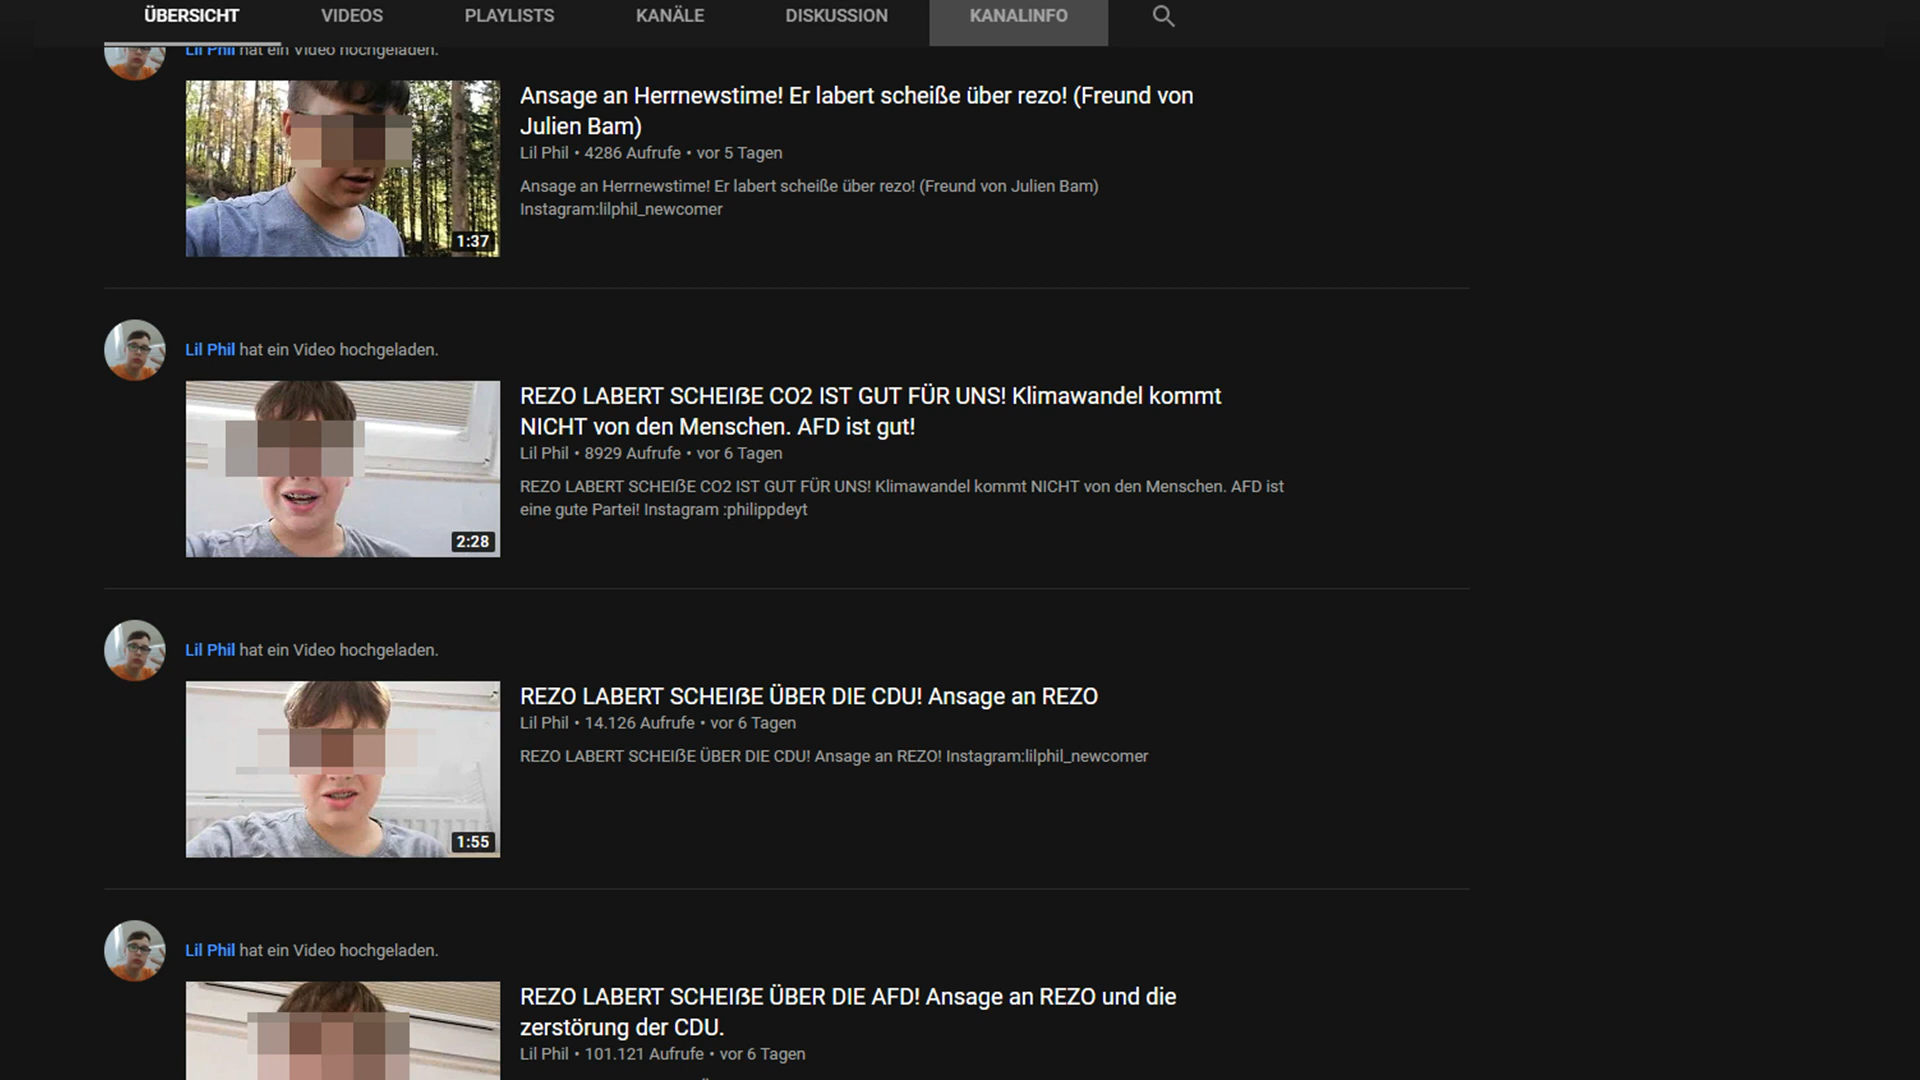 ÜBERSICHT VIDEOS PLAYLISTS KANÄLE DISKUSSION KANALINFO
Lil Phil hat ein Video hochgeladen.
Ansage an Herrnewstime! Er labert scheiße über rezo! (Freund von
Julien Bam)
Lil Phil • 4286 Aufrufe • vor 5 Tagen
Ansage an Herrnewstime! Er labert scheiße über rezo! (Freund von Julien Bam)
Instagram:lilphil_newcomer
1:37
Lil Phil hat ein Video hochgeladen.
REZO LABERT SCHEIßE CO2 IST GUT FÜR UNS! Klimawandel kommt
NICHT von den Menschen. AFD ist gut!
Lil Phil • 8929 Aufrufe • vor 6 Tagen
REZO LABERT SCHEIßE CO2 IST GUT FÜR UNS! Klimawandel kommt NICHT von den Menschen. AFD ist
eine gute Partei! Instagram :philippdeyt
2:28
Lil Phil hat ein Video hochgeladen.
REZO LABERT SCHEIßE ÜBER DIE CDU! Ansage an REZO
Lil Phil • 14.126 Aufrufe • vor 6 Tagen
REZO LABERT SCHEIßE ÜBER DIE CDU! Ansage an REZO! Instagram:lilphil_newcomer
1:55
Lil Phil hat ein Video hochgeladen.
REZO LABERT SCHEIßE ÜBER DIE AFD! Ansage an REZO und die
zerstörung der CDU.
Lil Phil • 101.121 Aufrufe • vor 6 Tagen